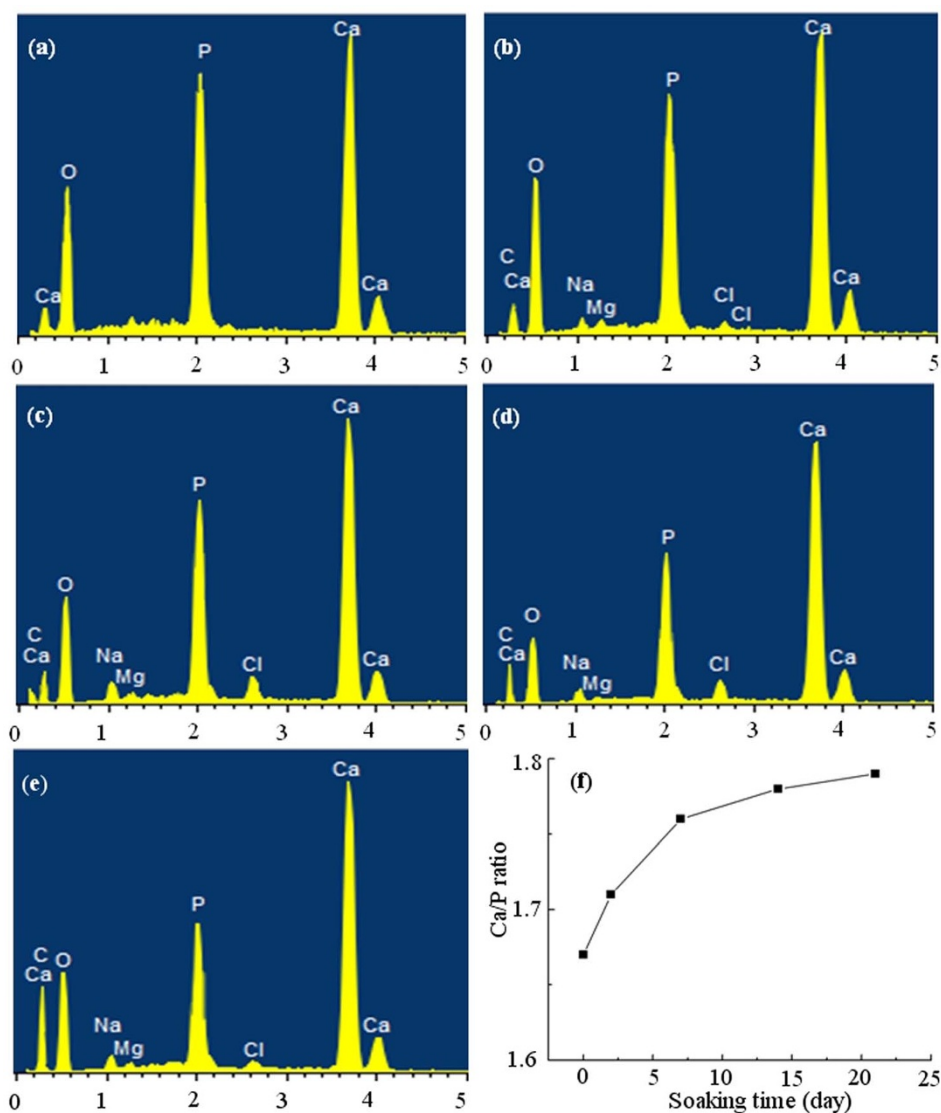 (a)
P
Ca
O
Ca
Ca
0 1 2 3 4 5
(b)
P
Ca
O
C
Ca
Na
Mg
Cl
Cl
Ca
0 1 2 3 4 5
(c)
Ca
P
O
C
Ca
Na
Mg
Cl
Ca
0 1 2 3 4 5
(d)
Ca
P
O
C
Ca
Na
Mg
Cl
Ca
0 1 2 3 4 5
(e)
Ca
P
C
Ca O
Na
Mg
Cl
Ca
0 1 2 3 4 5
(f)
1.8
1.7
1.6
Ca/P ratio
0 5 10 15 20 25
Soaking time (day)